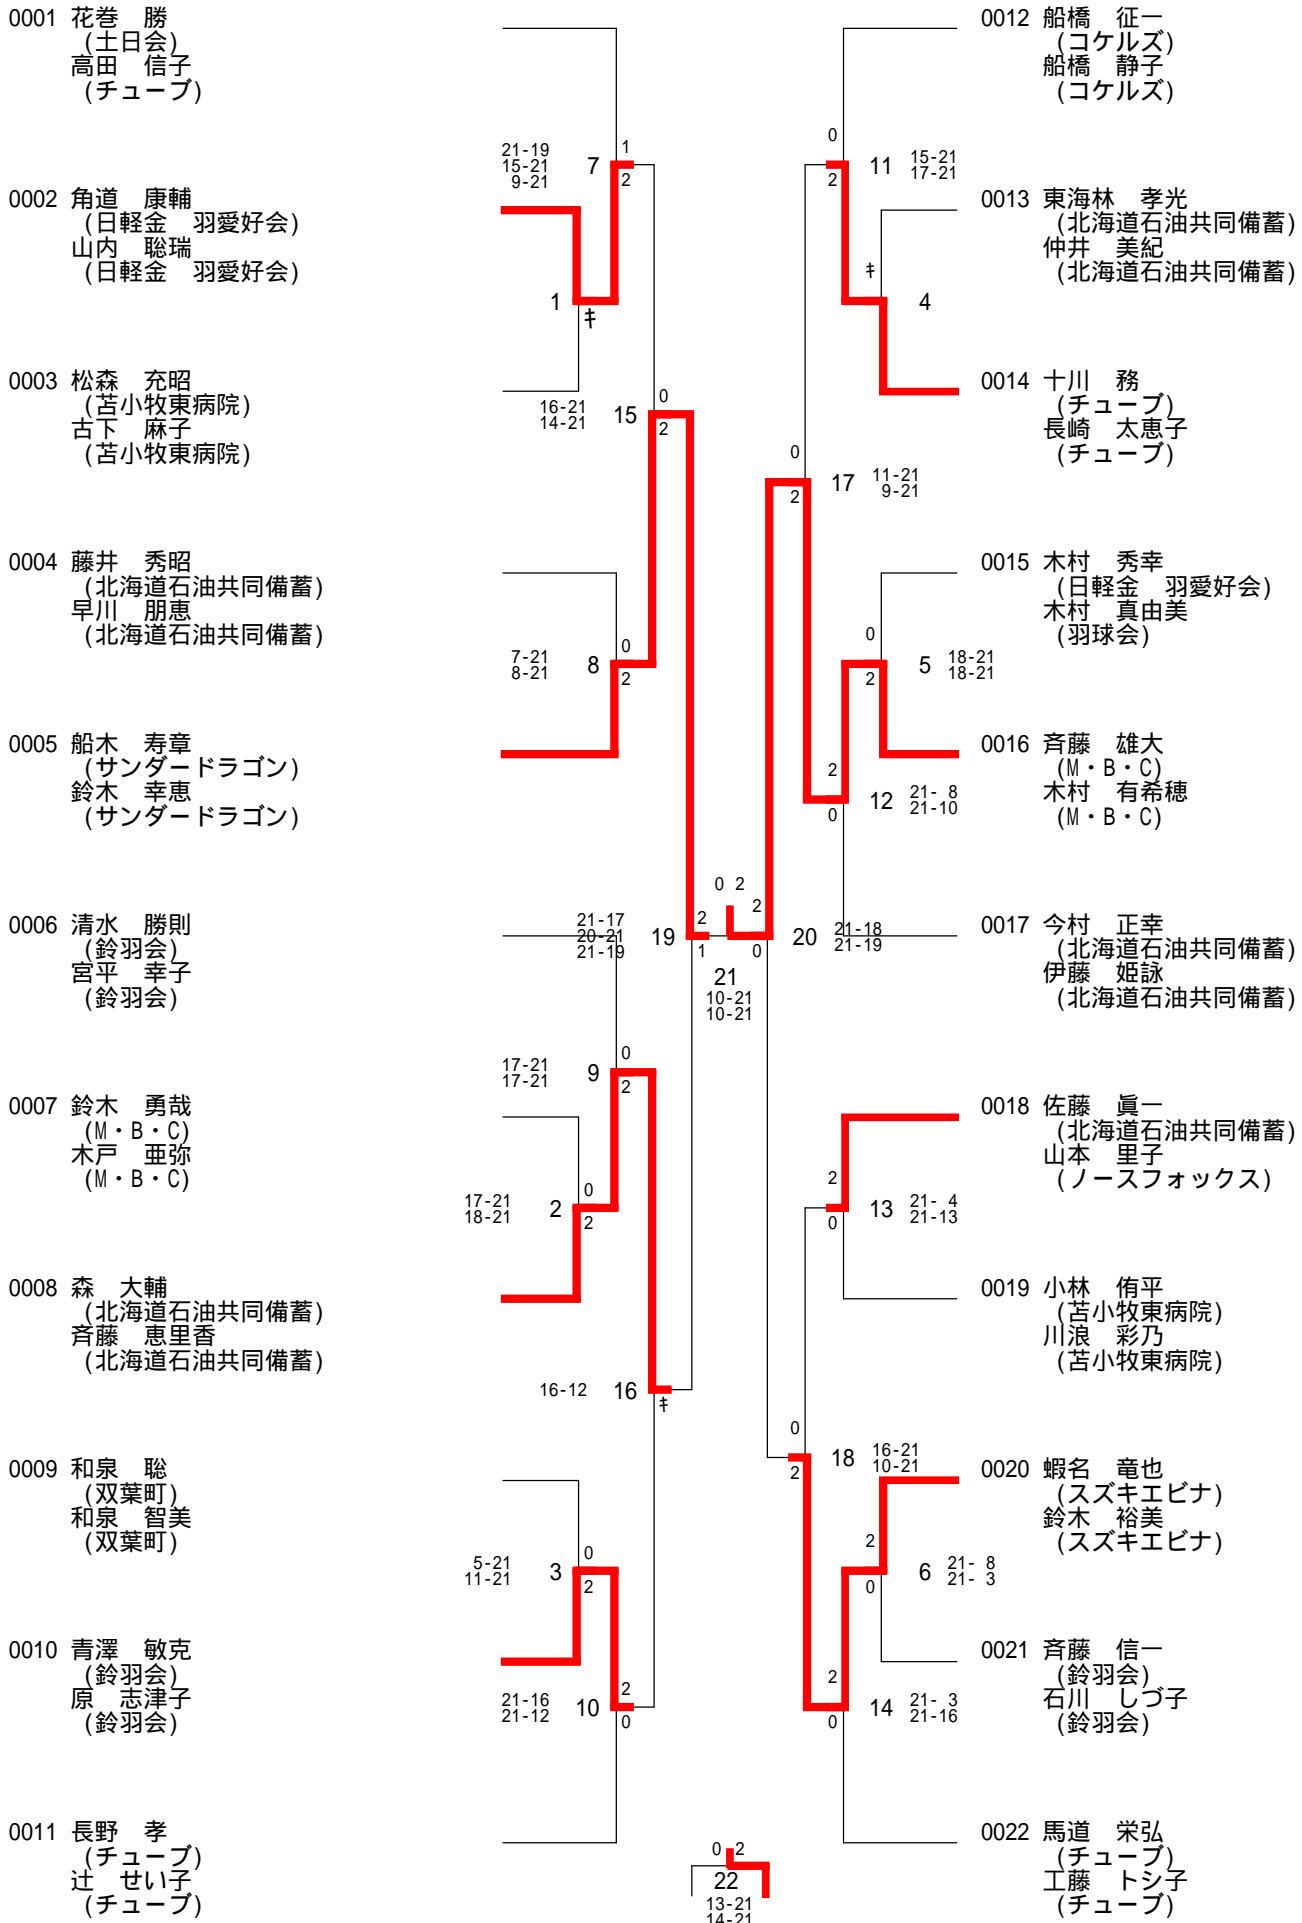 0001 花巻　勝
(土日会)
高田　信子
(チューブ)
0002 角道　康輔
(日軽金　羽愛好会)
山内　聡瑞
(日軽金　羽愛好会)
0003 松森　充昭
(苫小牧東病院)
古下　麻子
(苫小牧東病院)
0004 藤井　秀昭
(北海道石油共同備蓄)
早川　朋恵
(北海道石油共同備蓄)
0005 船木　寿章
(サンダードラゴン)
鈴木　幸恵
(サンダードラゴン)
0006 清水　勝則
(鈴羽会)
宮平　幸子
(鈴羽会)
0007 鈴木　勇哉
(M・B・C)
木戸　亜弥
(M・B・C)
0008 森　大輔
(北海道石油共同備蓄)
斉藤　恵里香
(北海道石油共同備蓄)
0009 和泉　聡
(双葉町)
和泉　智美
(双葉町)
0010 青澤　敏克
(鈴羽会)
原　志津子
(鈴羽会)
0011 長野　孝
(チューブ)
辻　せい子
(チューブ)
21-19
15-21
9-21
7
1
2
1
キ
16-21
14-21
15
0
2
7-21
8-21
8
0
2
21-17
20-21
21-19
19
2
1
17-21
17-21
9
0
2
17-21
18-21
2
0
2
16-12
16
キ
5-21
11-21
3
0
2
21-16
21-12
10
2
0
0 2
21
10-21
10-21
0 2
22
13-21
14-21
0
2
11
15-21
17-21
キ
4
0
2
17
11-21
9-21
0
2
5
18-21
18-21
2
0
12
21- 8
21-10
2
0
20
21-18
21-19
2
0
13
21- 4
21-13
0
2
18
16-21
10-21
2
0
6
21- 8
21- 3
2
0
14
21- 3
21-16
0012 船橋　征一
(コケルズ)
船橋　静子
(コケルズ)
0013 東海林　孝光
(北海道石油共同備蓄)
仲井　美紀
(北海道石油共同備蓄)
0014 十川　務
(チューブ)
長崎　太恵子
(チューブ)
0015 木村　秀幸
(日軽金　羽愛好会)
木村　真由美
(羽球会)
0016 斉藤　雄大
(M・B・C)
木村　有希穂
(M・B・C)
0017 今村　正幸
(北海道石油共同備蓄)
伊藤　姫詠
(北海道石油共同備蓄)
0018 佐藤　眞一
(北海道石油共同備蓄)
山本　里子
(ノースフォックス)
0019 小林　侑平
(苫小牧東病院)
川浪　彩乃
(苫小牧東病院)
0020 蝦名　竜也
(スズキエビナ)
鈴木　裕美
(スズキエビナ)
0021 斉藤　信一
(鈴羽会)
石川　しづ子
(鈴羽会)
0022 馬道　栄弘
(チューブ)
工藤　トシ子
(チューブ)